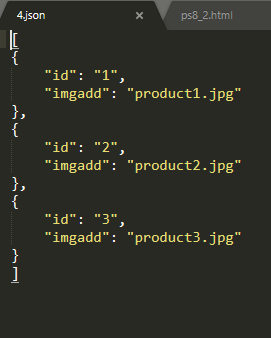 4.json × ps8_2.html
[
{
    "id": "1",
    "imgadd": "product1.jpg"
},
{
    "id": "2",
    "imgadd": "product2.jpg"
},
{
    "id": "3",
    "imgadd": "product3.jpg"
}
]